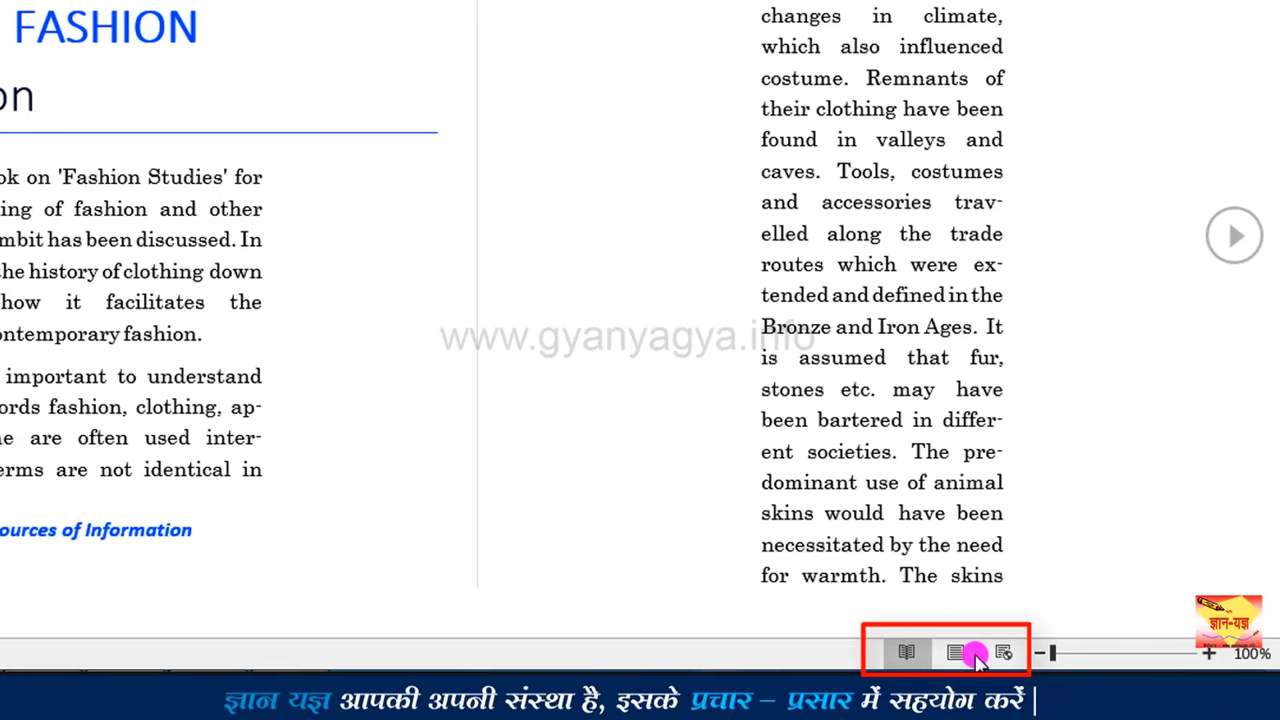 FASHION
on
ok on 'Fashion Studies' for
ing of fashion and other
mbit has been discussed. In
the history of clothing down
how it facilitates the
ontemporary fashion.
important to understand
ords fashion, clothing, ap-
ne are often used inter-
erms are not identical in
ources of Information
changes in climate,
which also influenced
costume. Remnants of
their clothing have been
found in valleys and
caves. Tools, costumes
and accessories trav-
elled along the trade
routes which were ex-
tended and defined in the
Bronze and Iron Ages. It
is assumed that fur,
stones etc. may have
been bartered in differ-
ent societies. The pre-
dominant use of animal
skins would have been
necessitated by the need
for warmth. The skins
www.gyanyagya.info
ज्ञान-यज्ञ
100%
ज्ञान यज्ञ आपकी अपनी संस्था है, इसके प्रचार – प्रसार में सहयोग करें |